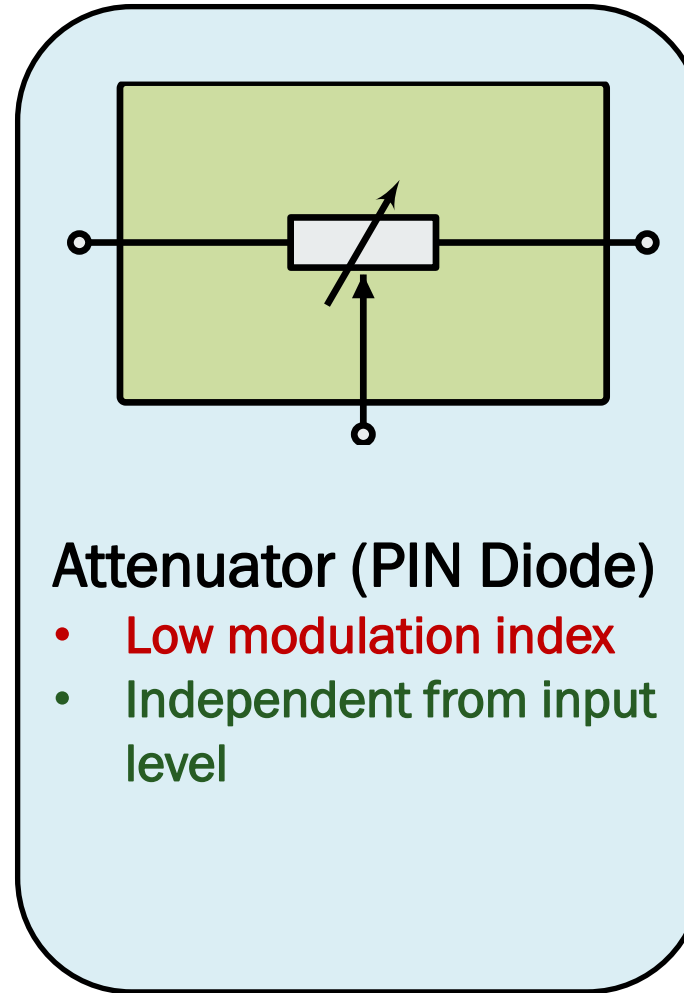 Attenuator (PIN Diode)
• Low modulation index
• Independent from input
level